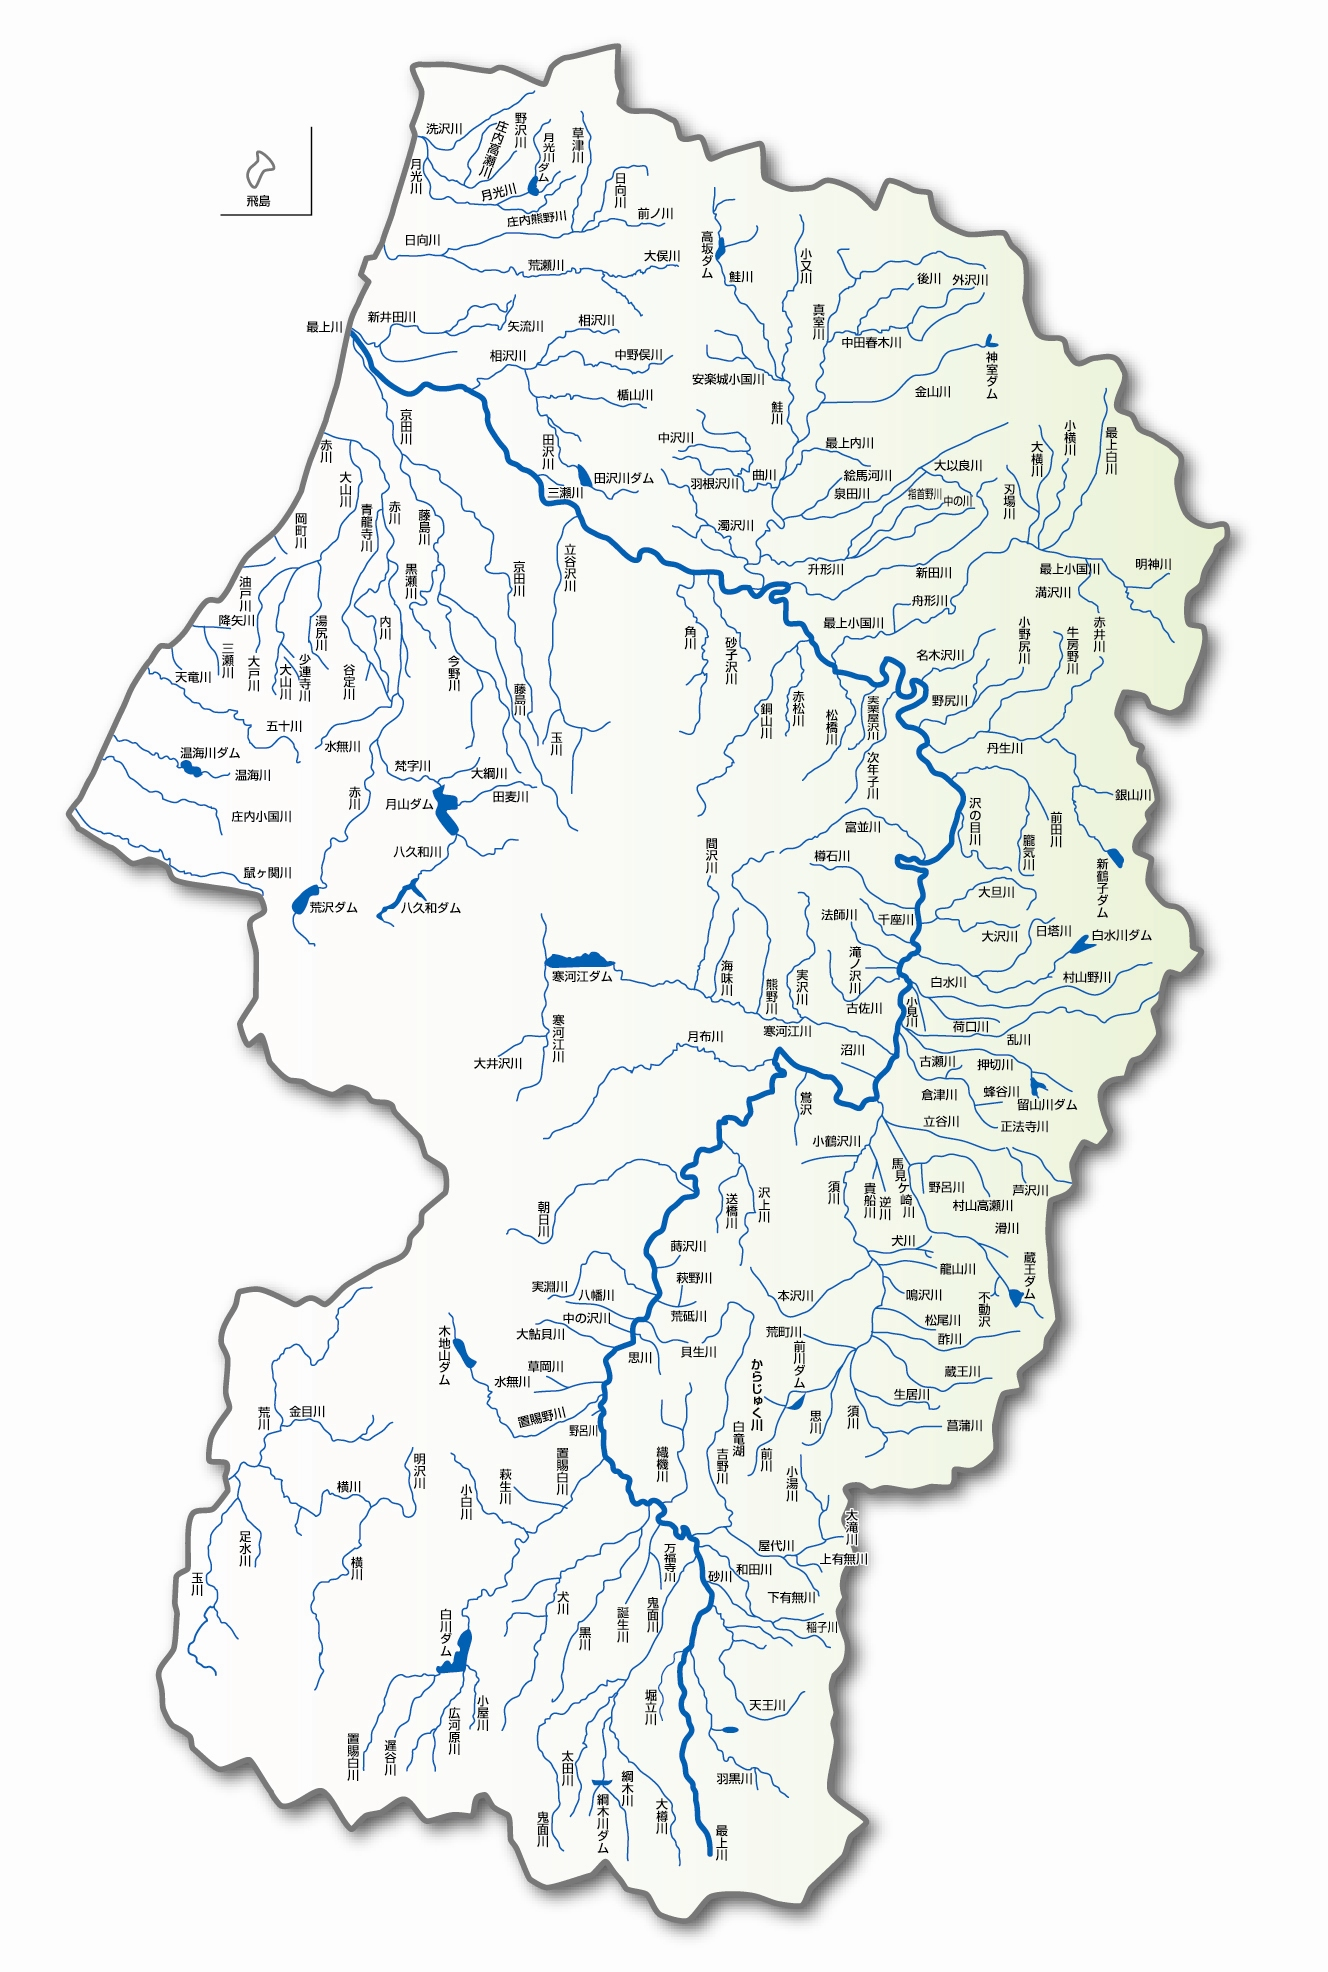 洗沢川
庄内高瀬川
野沢川
月光川ダム
草津川
月光川
月光川
日向川
飛島
庄内熊野川
前ノ川
日向川
荒瀬川
大俣川
高坂ダム
鮭川
小又川
後川
外沢川
真室川
最上川
新井田川
矢流川
相沢川
相沢川
中野俣川
中田春木川
神室ダム
安楽城小国川
金山川
楯山川
鮭川
京田川
赤川
田沢川
中沢川
最上内川
大横川
小横川
最上白川
大山川
田沢川ダム
羽根沢川
曲川
絵馬河川
大以良川
三瀬川
泉田川
指首野川
中の川
刃場川
青龍寺川
赤川
藤島川
岡町川
濁沢川
立谷沢川
京田川
黒瀬川
升形川
新田川
最上小国川
明神川
油戸川
溝沢川
舟形川
降矢川
湯尻川
内川
最上小国川
角川
砂子沢川
小野尻川
牛房野川
赤井川
三瀬川
大戸川
大山川
少連寺川
谷定川
今野川
藤島川
名木沢川
天竜川
銅山川
赤松川
松橋川
実栗屋沢川
野尻川
五十川
水無川
玉川
次年子川
丹生川
温海川ダム
温海川
梵字川
大綱川
赤川
月山ダム
田麦川
沢の目川
銀山川
庄内小国川
富並川
前田川
朧気川
八久和川
間沢川
樽石川
新鶴子ダム
鼠ヶ関川
荒沢ダム
八久和ダム
大旦川
法師川
千座川
大沢川
日塔川
白水川ダム
寒河江ダム
海味川
熊野川
実沢川
滝ノ沢川
白水川
村山野川
古佐川
小見川
寒河江川
寒河江川
荷口川
月布川
沼川
乱川
大井沢川
古瀬川
押切川
鶯沢
倉津川
蜂谷川
留山川ダム
立谷川
正法寺川
小鶴沢川
馬見ケ崎川
須川
貴船川
逆川
野呂川
芦沢川
村山高瀬川
朝日川
送橋川
沢上川
滑川
犬川
蒔沢川
龍山川
蔵王ダム
萩野川
実淵川
八幡川
本沢川
鳴沢川
不動沢
荒砥川
中の沢川
松尾川
大鮎貝川
荒町川
酢川
木地山ダム
思川
貝生川
前川ダム
草岡川
からじゅく川
蔵王川
水無川
生居川
荒川
金目川
置賜野川
思川
須川
菖蒲川
野呂川
白竜湖
明沢川
置賜白川
織機川
吉野川
前川
小湯川
横川
小白川
萩生川
大滝川
足水川
万福寺川
屋代川
上有無川
横川
砂川
和田川
玉川
下有無川
犬川
誕生川
鬼面川
白川ダム
黒川
稲子川
堀立川
天王川
小屋川
広河原川
置賜白川
遅谷川
太田川
羽黒川
綱木川
綱木川ダム
大樽川
鬼面川
最上川